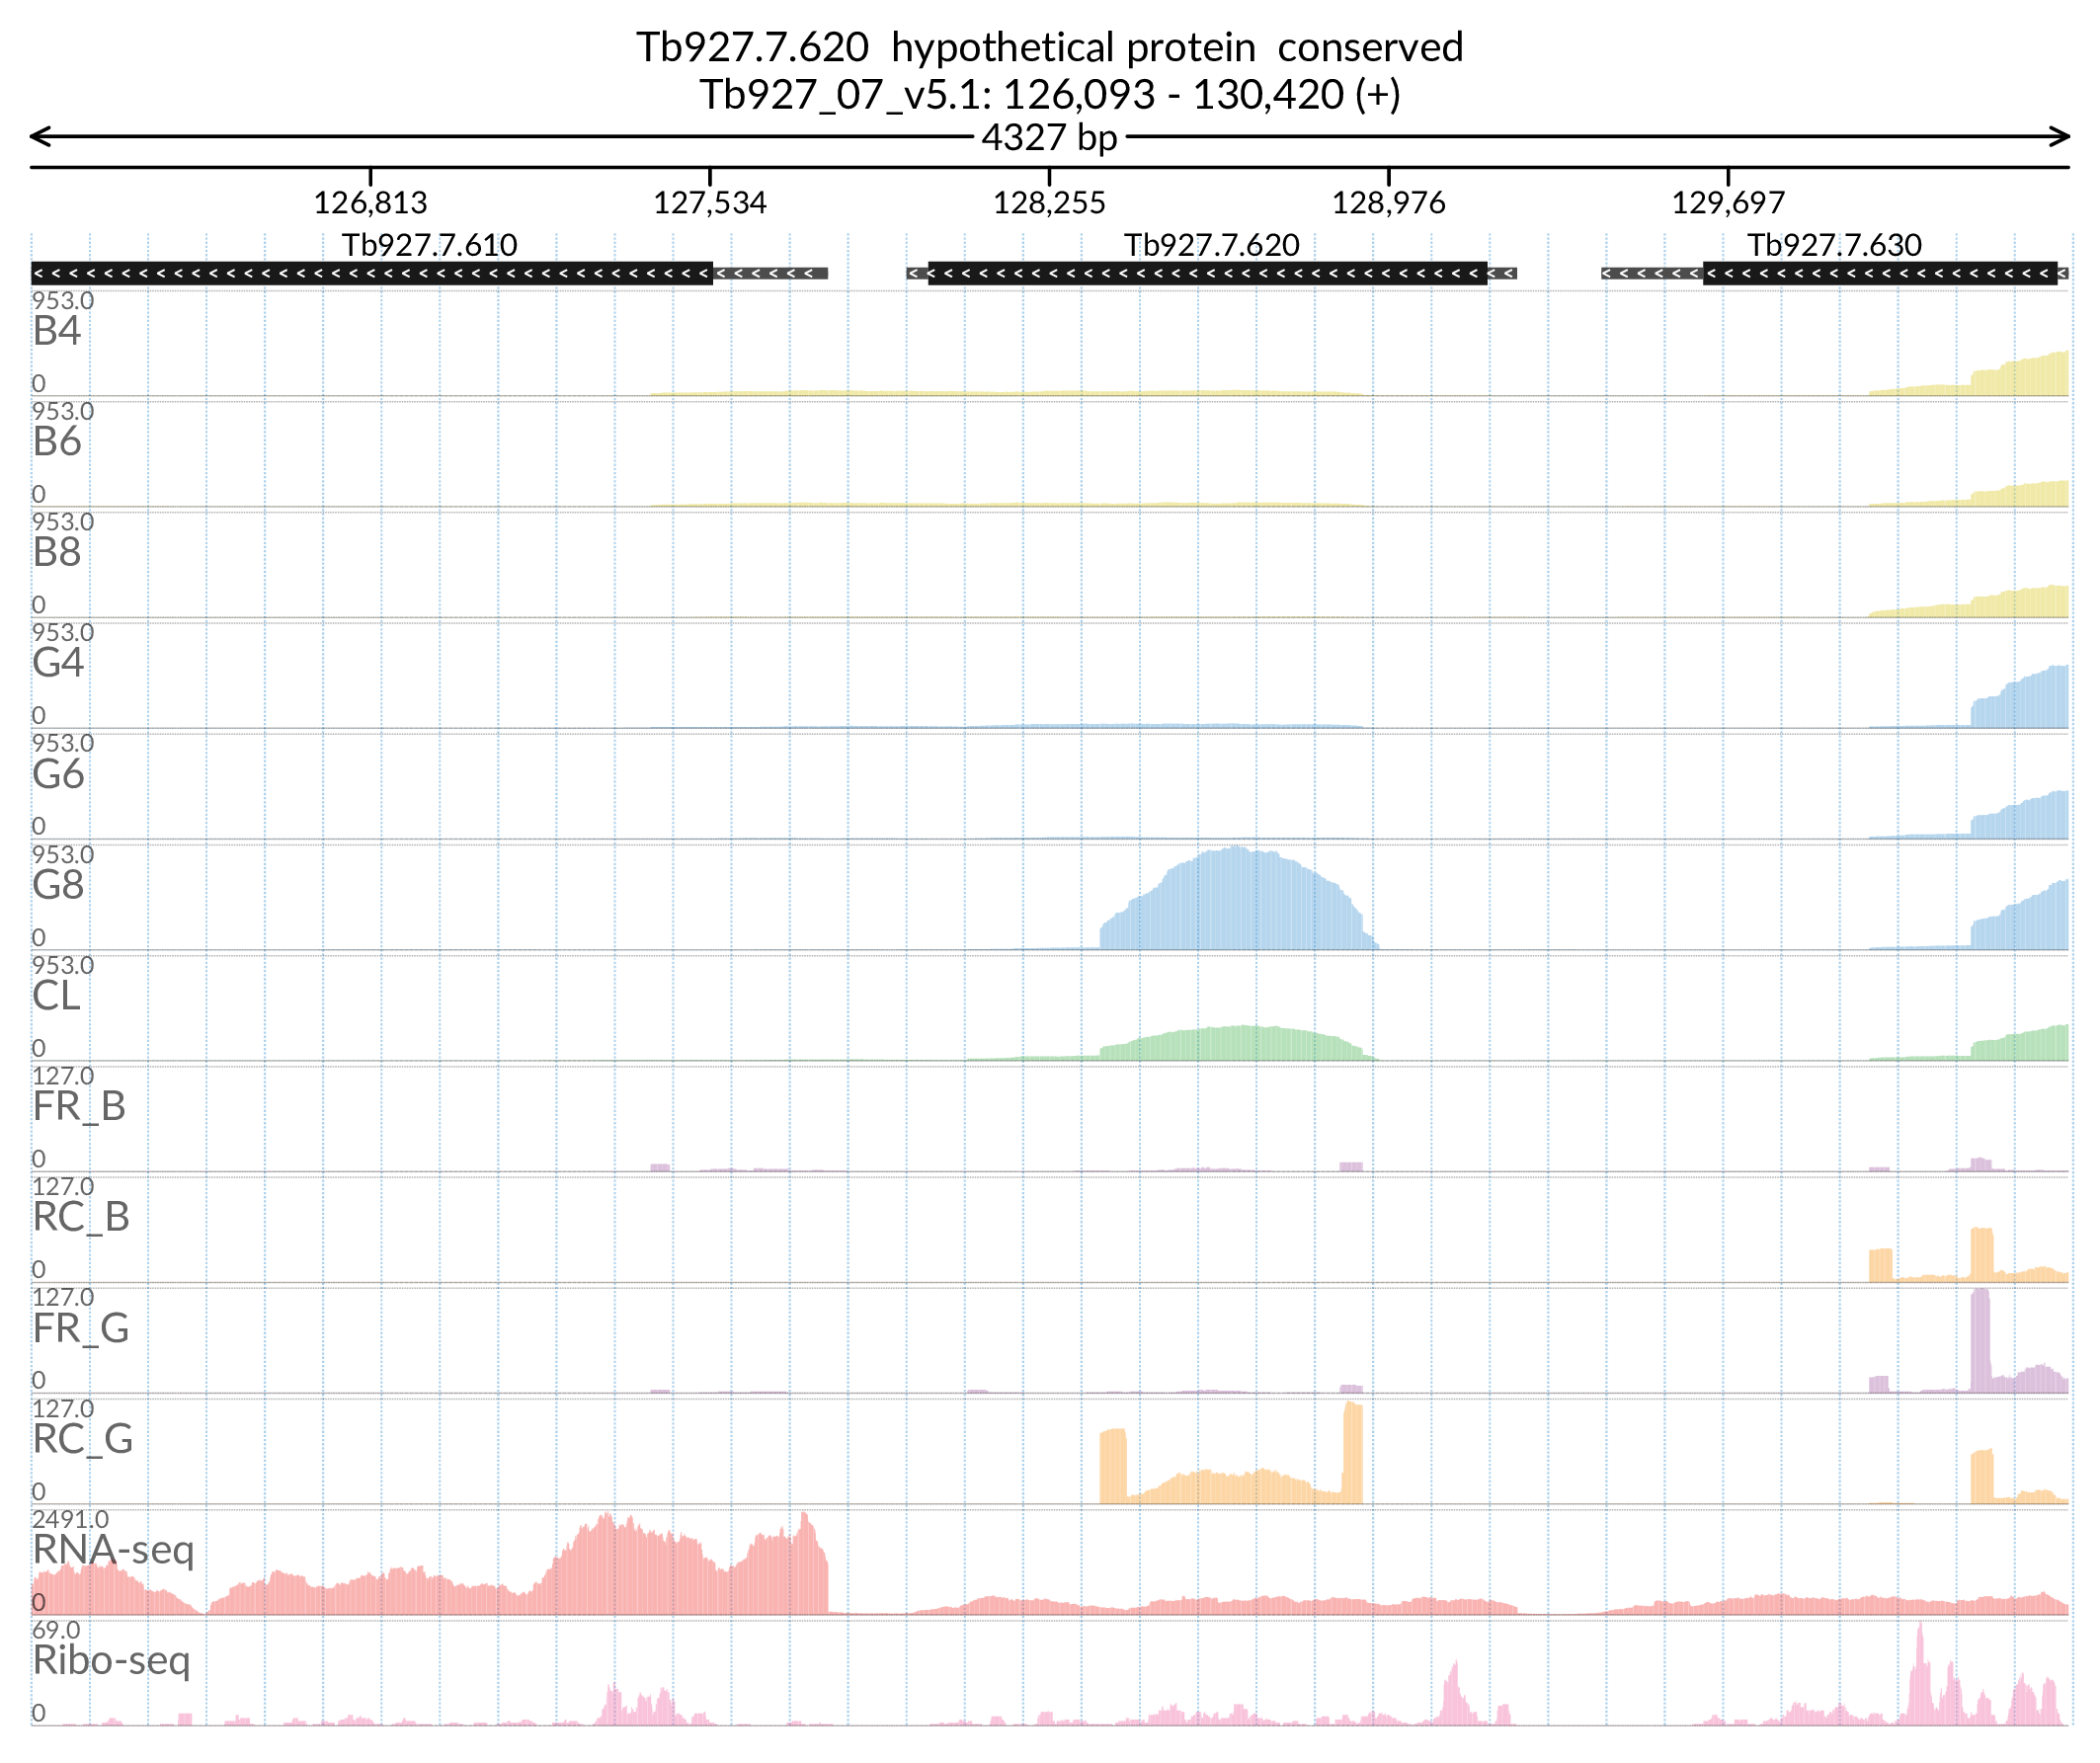 Tb927.7.620 hypothetical protein conserved
Tb927_07_v5.1: 126,093 - 130,420 (+)
4327 bp
126,813 127,534 128,255 128,976 129,697
Tb927.7.610 Tb927.7.620 Tb927.7.630
953.0
B4
0
953.0
B6
0
953.0
B8
0
953.0
G4
0
953.0
G6
0
953.0
G8
0
953.0
CL
0
127.0
FR_B
0
127.0
RC_B
0
127.0
FR_G
0
127.0
RC_G
0
2491.0
RNA-seq
0
69.0
Ribo-seq
0